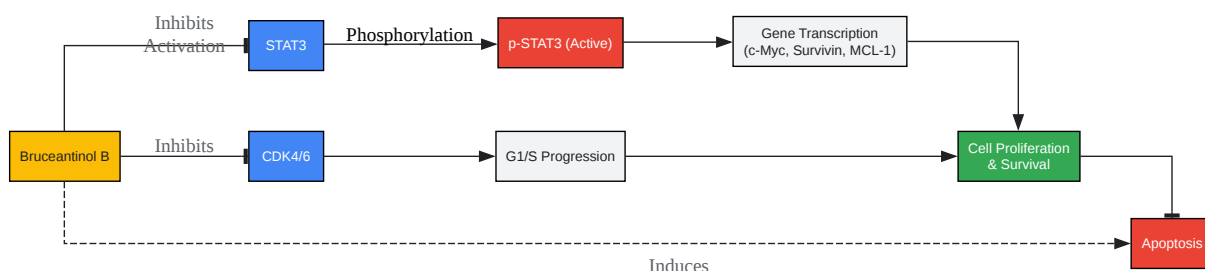 Inhibits
Activation
STAT3
Phosphorylation
p-STAT3 (Active)
Gene Transcription
(c-Myc, Survivin, MCL-1)
Bruceantinol B
Inhibits
CDK4/6
G1/S Progression
Cell Proliferation
& Survival
Apoptosis
Induces